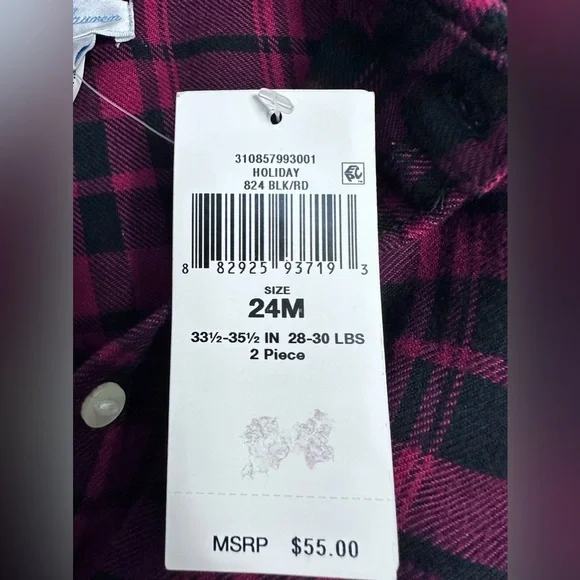 Lauren
310857993001
HOLIDAY
824 BLK/RD
8 82925 93719 3
SIZE
24M
33½-35½ IN 28-30 LBS
2 Piece
MSRP $55.00